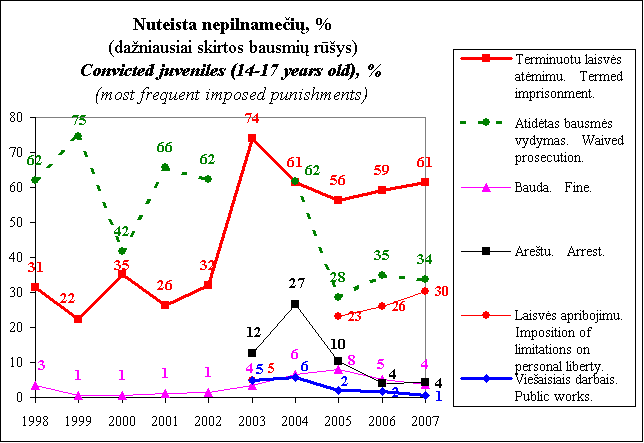 Nuteista nepilnamečių, %
(dažniausiai skirtos bausmių rūšys)
Convicted juveniles (14-17 years old), %
(most frequent imposed punishments)
80
70
60
50
40
30
20
10
0
62 75 42 66 62 62 28 35 34
31 22 35 26 32 74 61 56 59 61
23 26 30
12 27 10 4 4
3 1 1 1 1 4 5 6 8 5 4
5 6 2 2 1
1998 1999 2000 2001 2002 2003 2004 2005 2006 2007
Terminuotu laisvės
atėmimu. Termed
imprisonment.
Atidėtas bausmės
vydymas. Waived
prosecution.
Bauda. Fine.
Areštu. Arrest.
Laisvės apribojimu.
Imposition of
limitations on
personal liberty.
Viešaisiais darbais.
Public works.